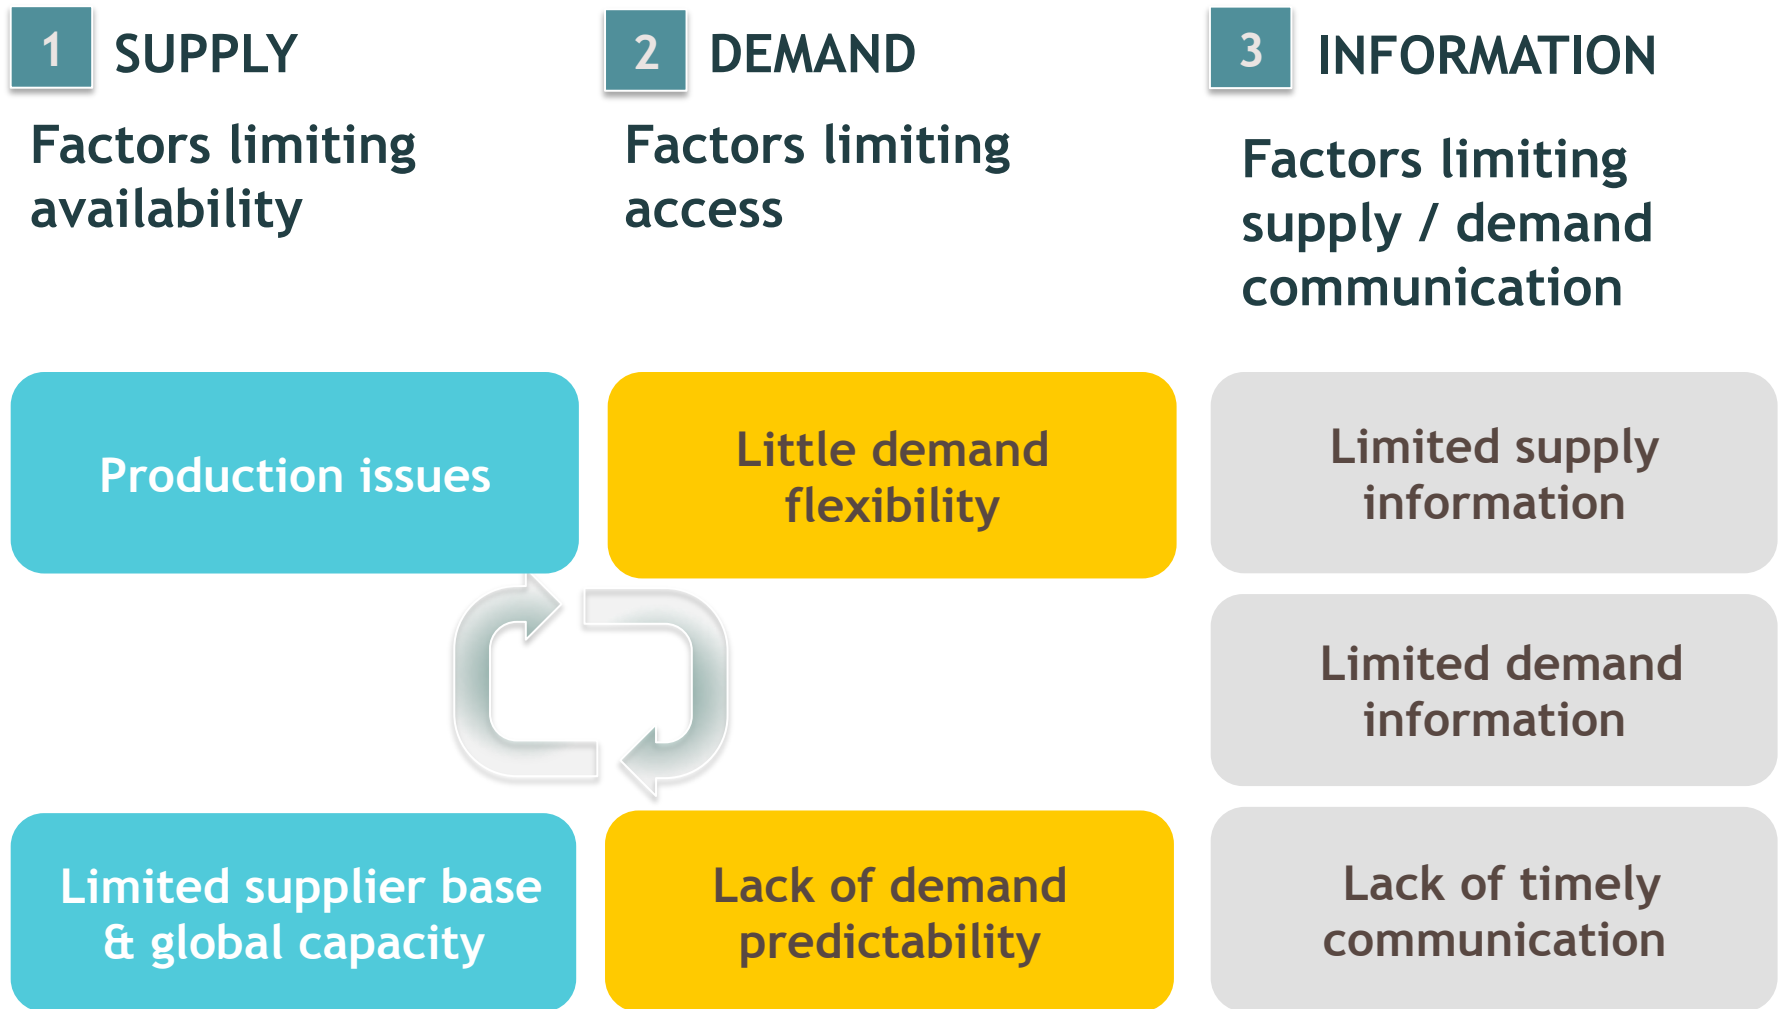 1 SUPPLY
Factors limiting
availability
Production issues
Limited supplier base
& global capacity
2 DEMAND
Factors limiting
access
Little demand
flexibility
Lack of demand
predictability
3 INFORMATION
Factors limiting
supply / demand
communication
Limited supply
information
Limited demand
information
Lack of timely
communication